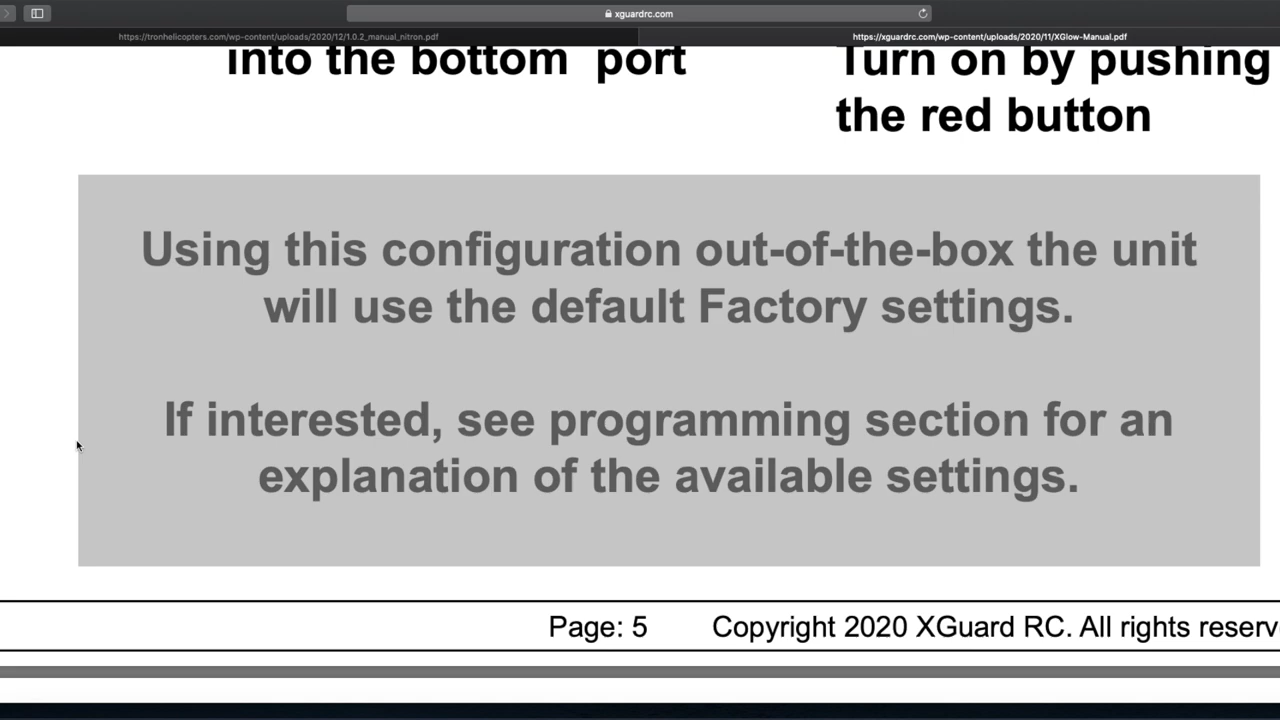 xguardrc.com
https://tronhelicopters.com/wp-content/uploads/2020/12/1.0.2_manual_nitron.pdf
https://xguardrc.com/wp-content/uploads/2020/11/XGlow-Manual.pdf
into the bottom port
Turn on by pushing
the red button
Using this configuration out-of-the-box the unit
will use the default Factory settings.
If interested, see programming section for an
explanation of the available settings.
Page: 5 Copyright 2020 XGuard RC. All rights reserv